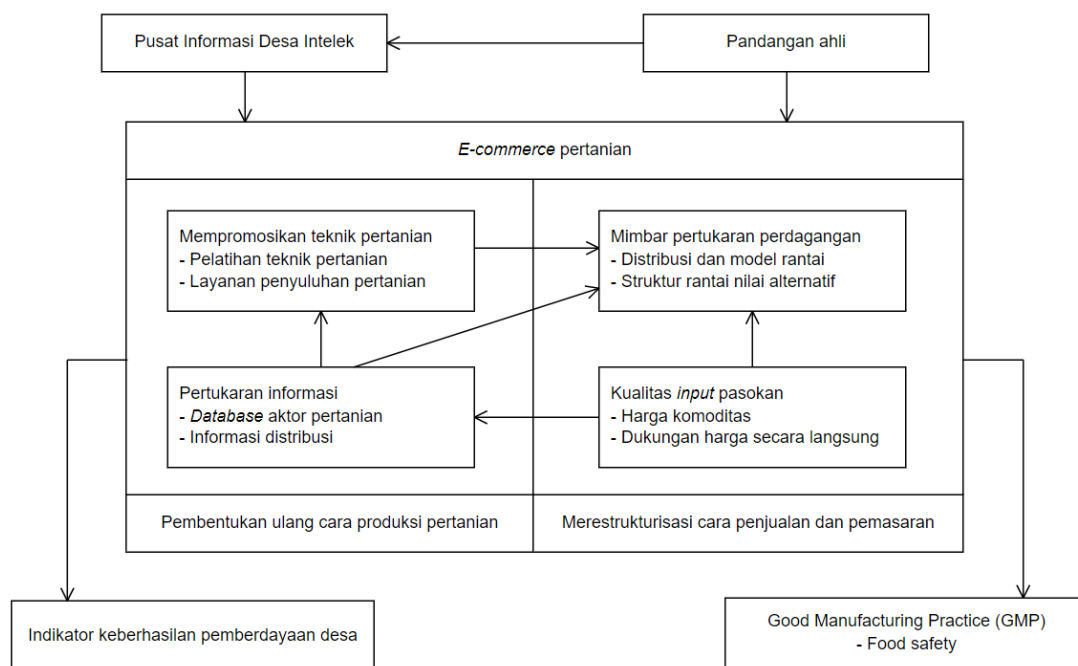 Pusat Informasi Desa Intelek
Pandangan ahli
E-commerce pertanian
Mempromosikan teknik pertanian
- Pelatihan teknik pertanian
- Layanan penyuluhan pertanian
Mimbar pertukaran perdagangan
- Distribusi dan model rantai
- Struktur rantai nilai alternatif
Pertukaran informasi
- Database aktor pertanian
- Informasi distribusi
Kualitas input pasokan
- Harga komoditas
- Dukungan harga secara langsung
Pembentukan ulang cara produksi pertanian
Merestrukturisasi cara penjualan dan pemasaran
Indikator keberhasilan pemberdayaan desa
Good Manufacturing Practice (GMP)
- Food safety